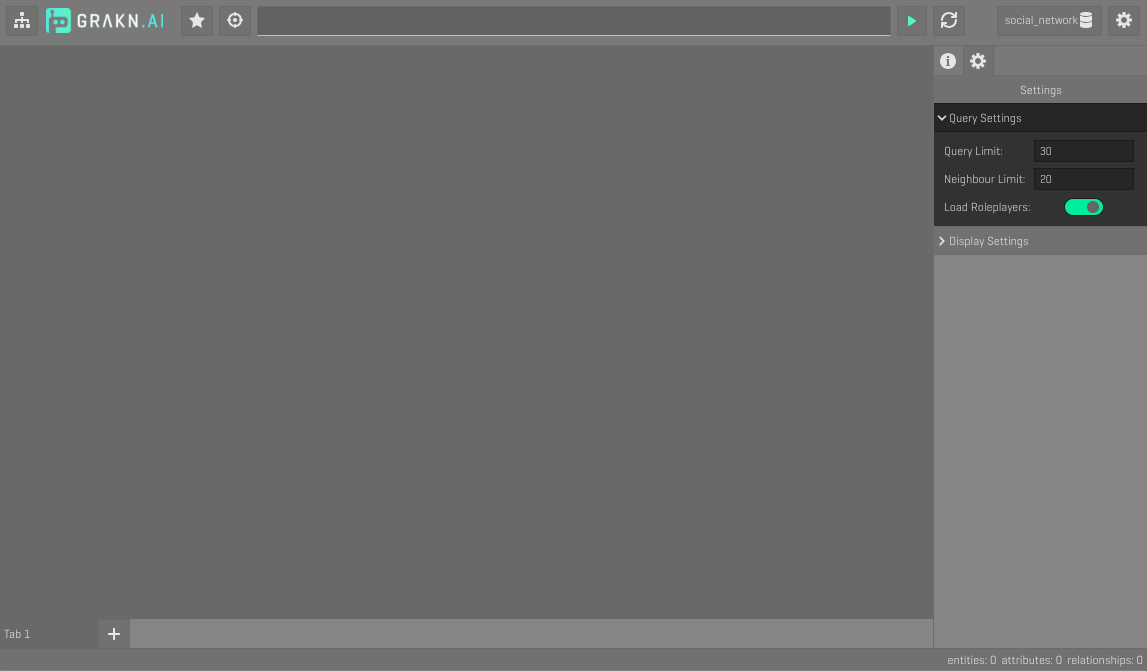 GRAKN.AI
social_network
Settings
Query Settings
Query Limit: 30
Neighbour Limit: 20
Load Roleplayers:
Display Settings
Tab 1
entities: 0 attributes: 0 relationships: 0